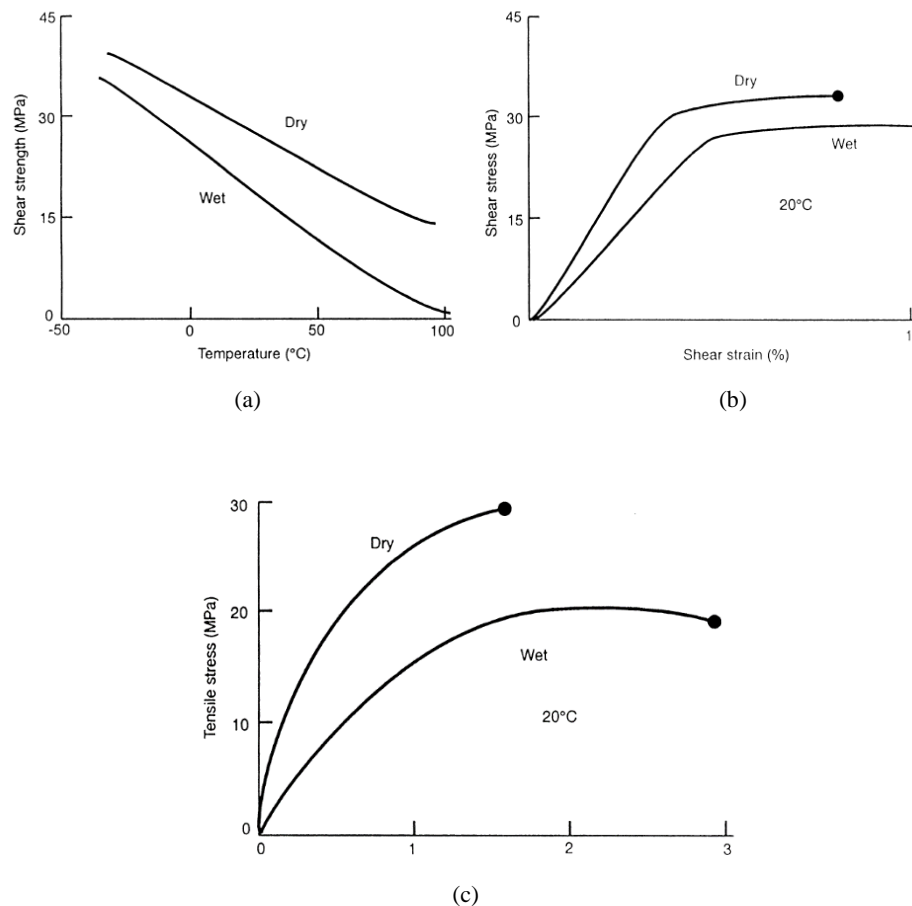 45
30
15
0
Shear strength (MPa)
Dry
Wet
-50
0
50
100
Temperature (°C)
(a)
45
30
15
0
Shear stress (MPa)
Dry
Wet
20°C
1
Shear strain (%)
(b)
30
20
10
0
Tensile stress (MPa)
Dry
Wet
20°C
0
1
2
3
(c)